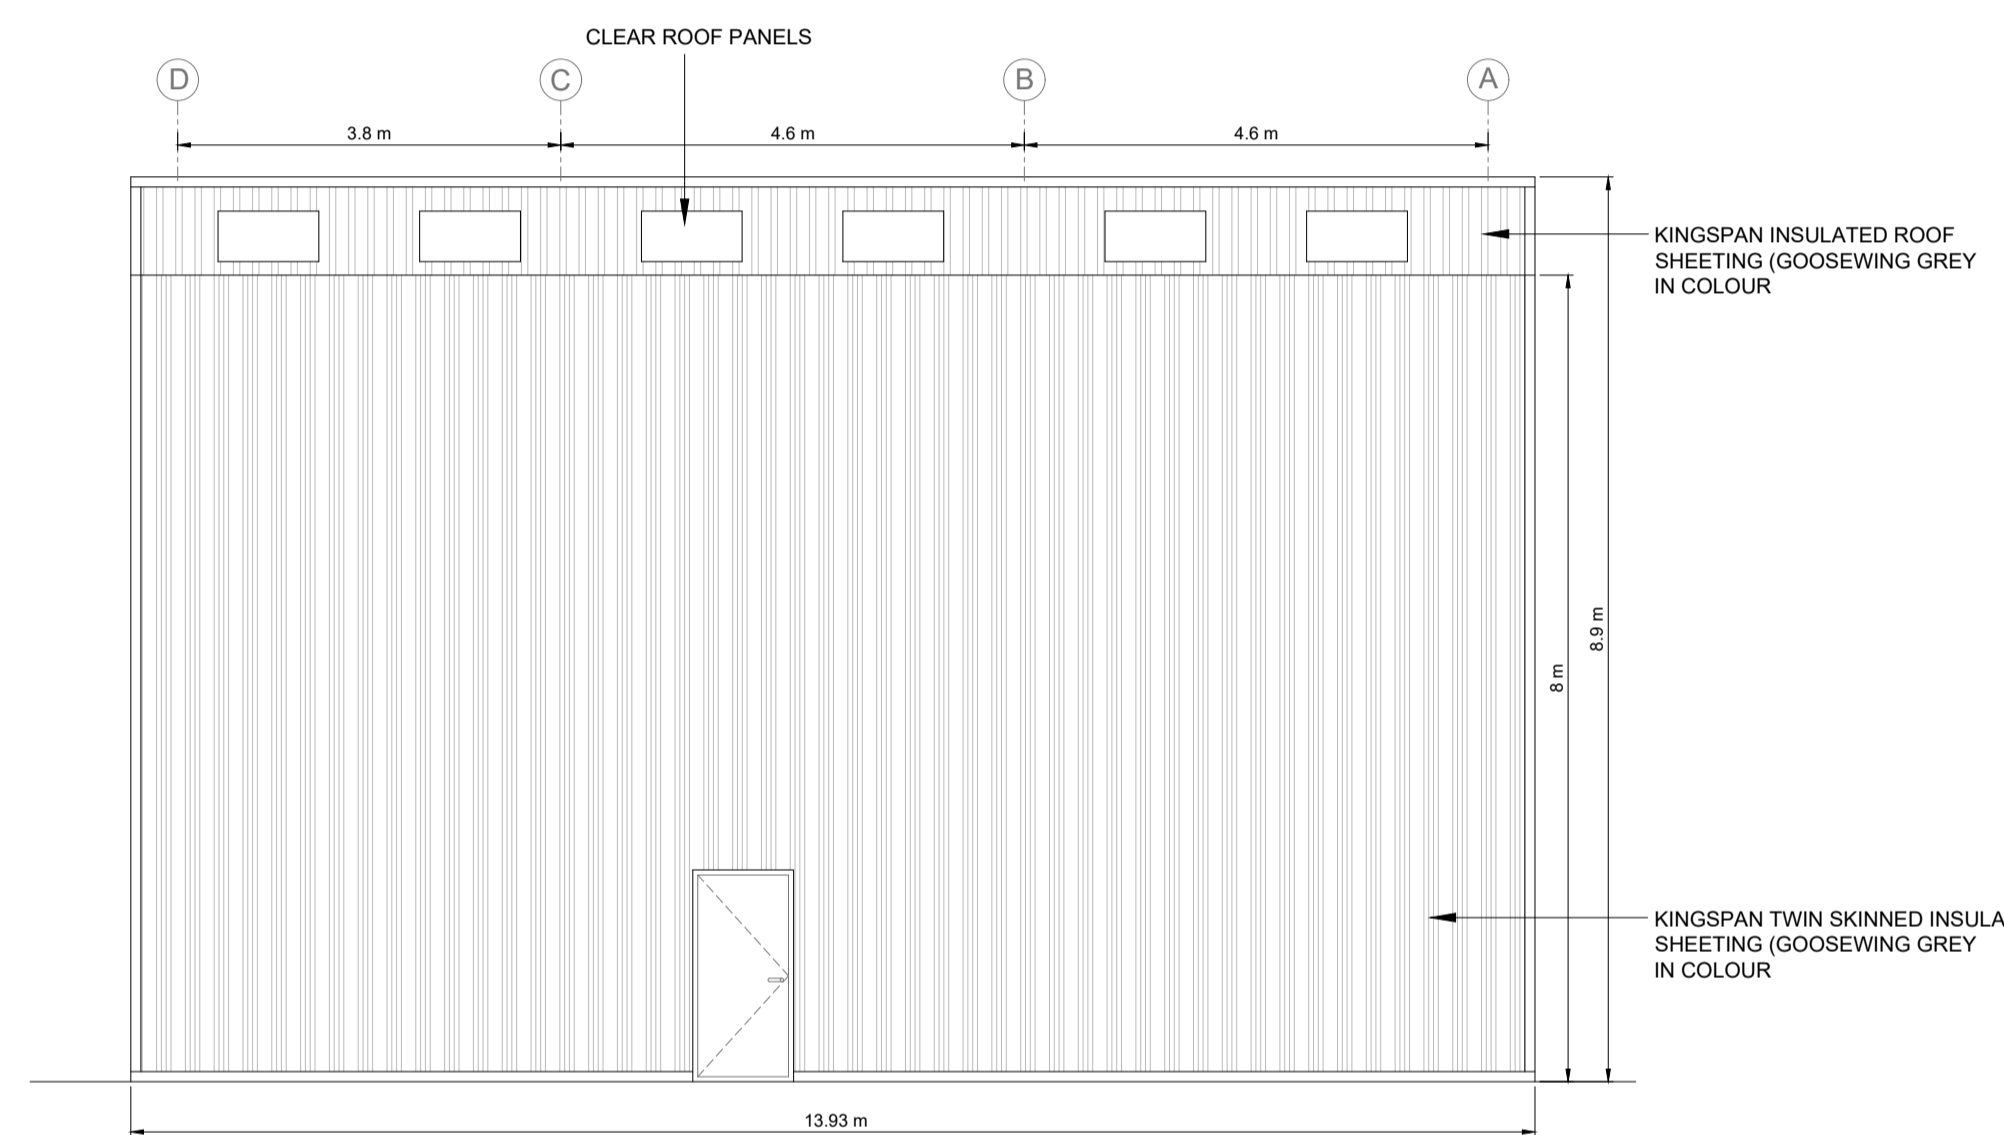 CLEAR ROOF PANELS
D
C
B
A
3.8 m
4.6 m
4.6 m
KINGSPAN INSULATED ROOF
SHEETING (GOOSEWING GREY
IN COLOUR
8.9 m
8 m
KINGSPAN TWIN SKINNED INSULA
SHEETING (GOOSEWING GREY
IN COLOUR
13.93 m